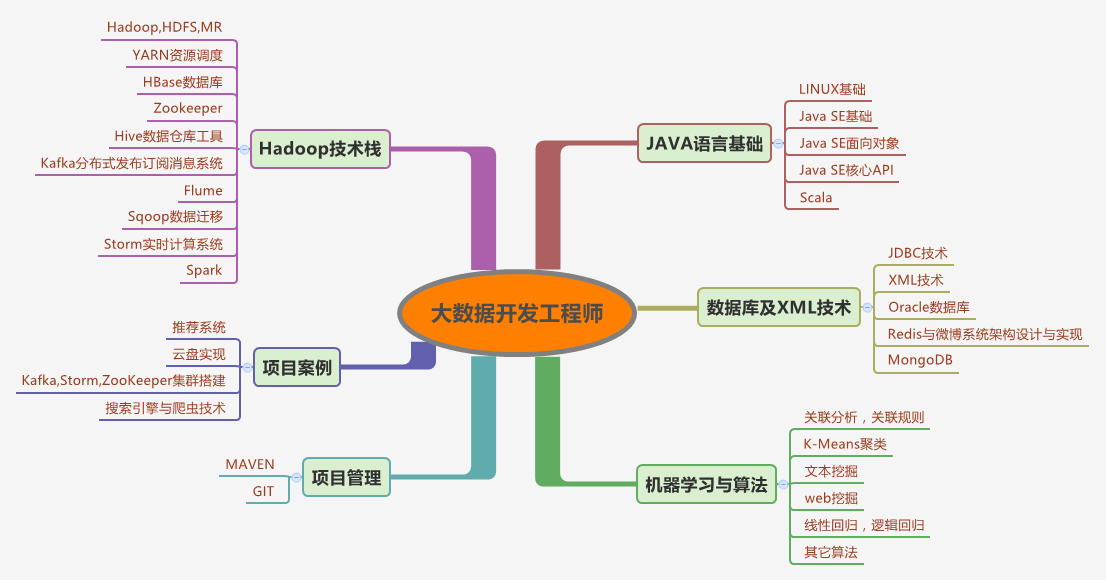 大数据开发工程师
Hadoop技术栈
Hadoop,HDFS,MR
YARN资源调度
HBase数据库
Zookeeper
Hive数据仓库工具
Kafka分布式发布订阅消息系统
Flume
Sqoop数据迁移
Storm实时计算系统
Spark
项目案例
推荐系统
云盘实现
Kafka,Storm,ZooKeeper集群搭建
搜索引擎与爬虫技术
项目管理
MAVEN
GIT
JAVA语言基础
LINUX基础
Java SE基础
Java SE面向对象
Java SE核心API
Scala
数据库及XML技术
JDBC技术
XML技术
Oracle数据库
Redis与微博系统架构设计与实现
MongoDB
机器学习与算法
关联分析，关联规则
K-Means聚类
文本挖掘
web挖掘
线性回归，逻辑回归
其它算法